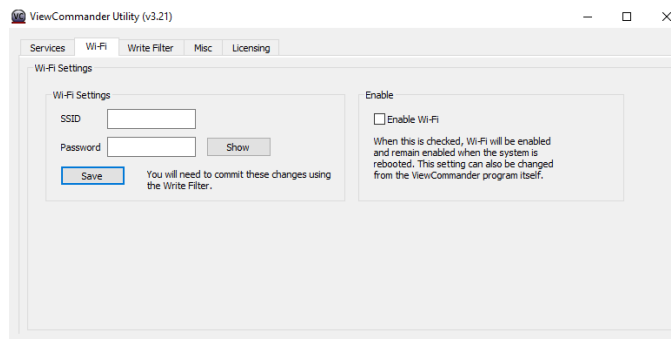 VC ViewCommander Utility (v3.21)
Services Wi-Fi Write Filter Misc Licensing
Wi-Fi Settings
Wi-Fi Settings
SSID
Password
Show
Save
You will need to commit these changes using
the Write Filter.
Enable
Enable Wi-Fi
When this is checked, Wi-Fi will be enabled
and remain enabled when the system is
rebooted. This setting can also be changed
from the ViewCommander program itself.